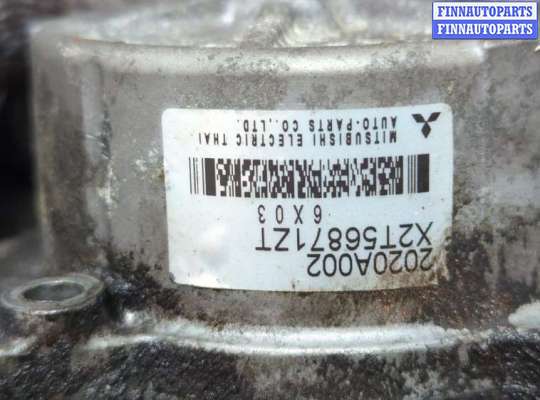 FINNAUTOPARTS
FINNAUTOPARTS
2020A002
X2T56871ZT
6X03
MITSUBISHI ELECTRIC THAI
AUTO-PARTS CO.,LTD.